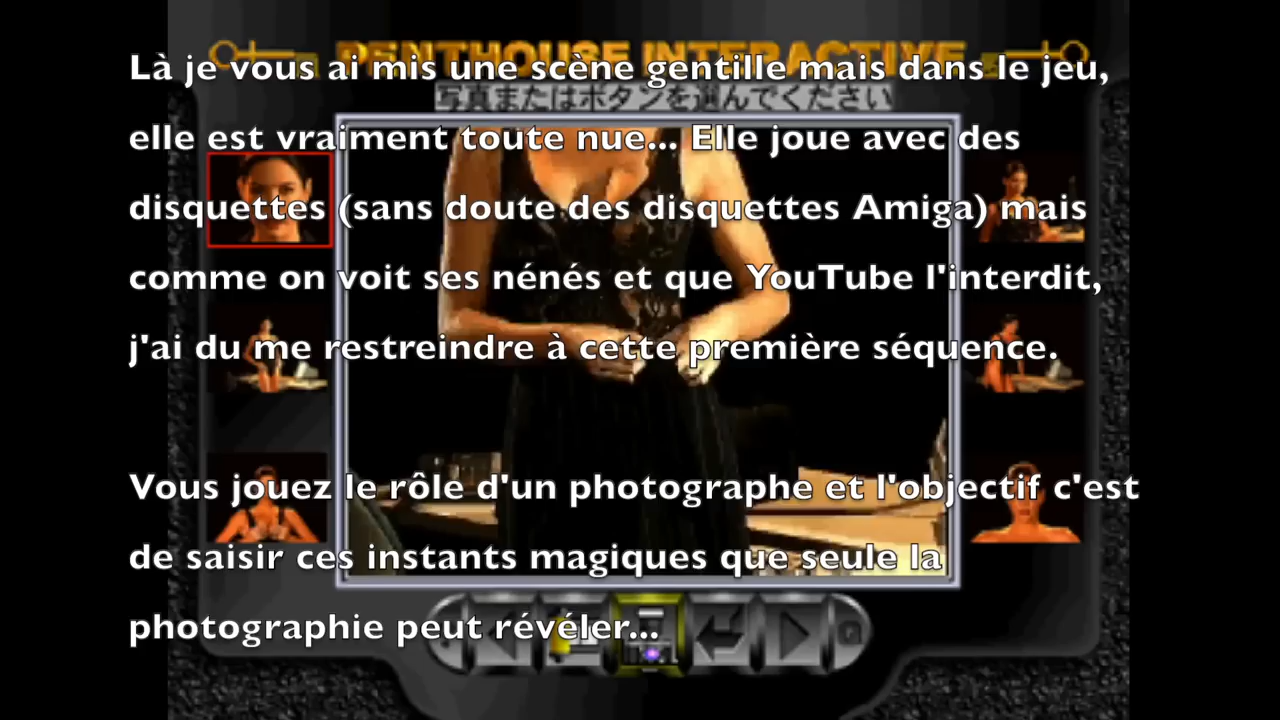 PENTHOUSE INTERACTIVE
Là je vous ai mis une scène gentille mais dans le jeu,
写真またはボタンを選んでください
elle est vraiment toute nue... Elle joue avec des
disquettes (sans doute des disquettes Amiga) mais
comme on voit ses nénés et que YouTube l'interdit,
j'ai du me restreindre à cette première séquence.
Vous jouez le rôle d'un photographe et l'objectif c'est
de saisir ces instants magiques que seule la
photographie peut révéler...